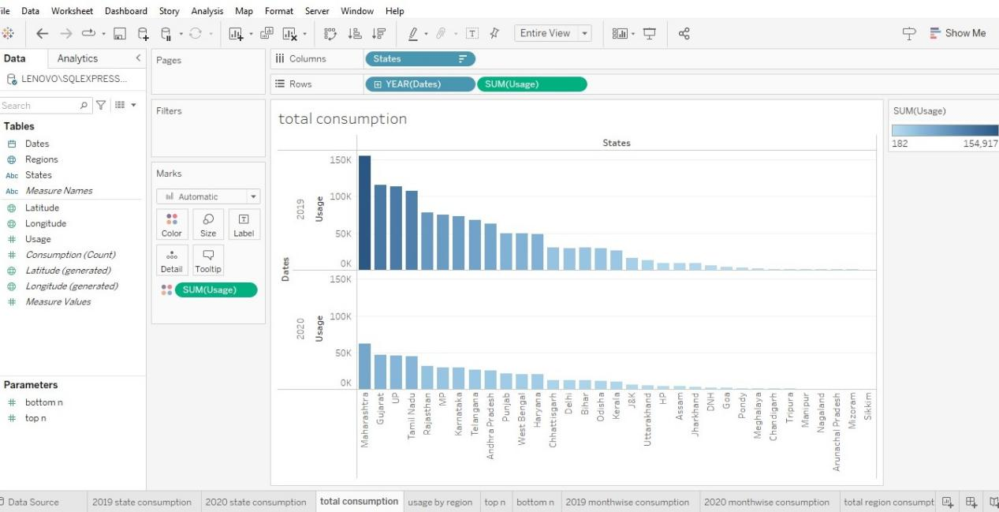 File Data Worksheet Dashboard Story Analysis Map Format Server Window Help
Entire View
Show Me
Data Analytics
LENOVO\SQLEXPRESS...
Search
Tables
Dates
Regions
Abc States
Abc Measure Names
Latitude
Longitude
# Usage
# Consumption (Count)
Latitude (generated)
Longitude (generated)
# Measure Values
Parameters
# bottom n
# top n
Pages
Filters
Marks
Automatic
Color Size Label
Detail Tooltip
SUM(Usage)
Columns States
Rows YEAR(Dates) SUM(Usage)
total consumption
States
Dates
2019
Usage
150K
100K
50K
0K
2020
Usage
150K
100K
50K
0K
Maharashtra
Gujarat
UP
Tamil Nadu
Rajasthan
MP
Karnataka
Telangana
Andhra Pradesh
Punjab
West Bengal
Haryana
Chhattisgarh
Delhi
Bihar
Odisha
Kerala
J&K
Uttarakhand
HP
Assam
Jharkhand
DNH
Goa
Pondy
Meghalaya
Chandigarh
Tripura
Manipur
Nagaland
Arunachal Pradesh
Mizoram
Sikkim
SUM(Usage)
182 154,917
Data Source 2019 state consumption 2020 state consumption total consumption usage by region top n bottom n 2019 monthwise consumption 2020 monthwise consumption total region consumpt